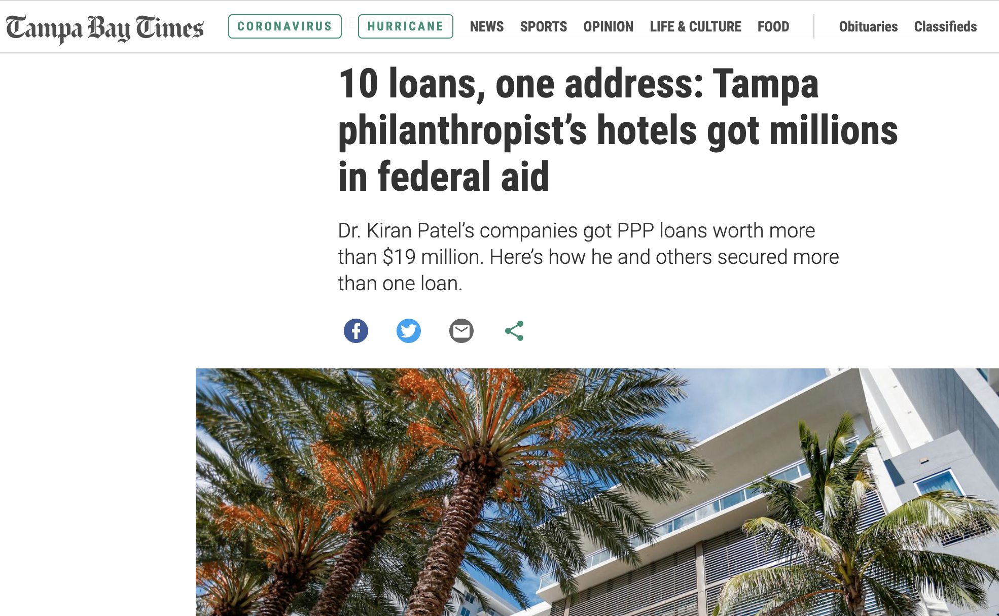 Tampa Bay Times
CORONAVIRUS
HURRICANE
NEWS
SPORTS
OPINION
LIFE & CULTURE
FOOD
Obituaries
Classifieds
10 loans, one address: Tampa
philanthropist’s hotels got millions
in federal aid
Dr. Kiran Patel’s companies got PPP loans worth more
than $19 million. Here’s how he and others secured more
than one loan.